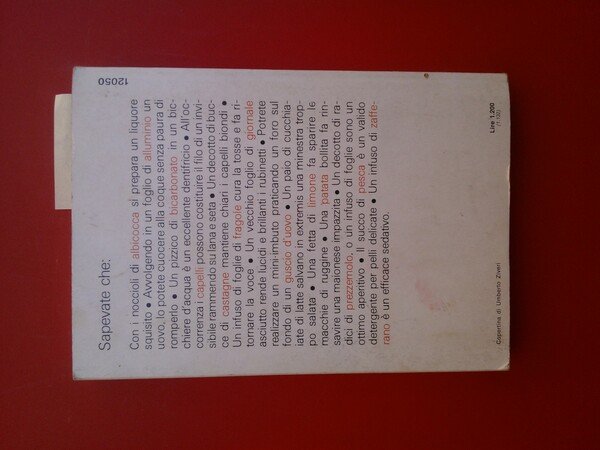 12050
Sapevate che:
Con i noccioli di albicocca si prepara un liquore
squisito • Avvolgendo in un foglio di alluminio un
uovo, lo potete cuocere alla coque senza paura di
romperlo • Un pizzico di bicarbonato in un bic-
chiere d'acqua è un eccellente dentifricio • All'oc-
correnza i capelli possono costituire il filo di un invi-
sibile rammendo su lana e seta • Un decotto di buc-
ce di castagne mantiene chiari i capelli biondi •
Un infuso di foglie di fragole cura la tosse e fa ri-
tornare la voce • Un vecchio foglio di giornale
asciutto rende lucidi e brillanti i rubinetti • Potrete
realizzare un mini-imbuto praticando un foro sul
fondo di un guscio d'uovo • Un paio di cucchia-
iate di latte salvano in extremis una minestra trop-
po salata • Una fetta di limone fa sparire le
macchie di ruggine • Una patata bollita fa rin-
savire una maionese impazzita • Un decotto di ra-
dici di prezzemolo, o un infuso di foglie sono un
ottimo aperitivo • Il succo di pesca è un valido
detergente per pelli delicate • Un infuso di zaffe-
rano è un efficace sedativo.
Lire 1.200
Copertina di Umberto Ziveri